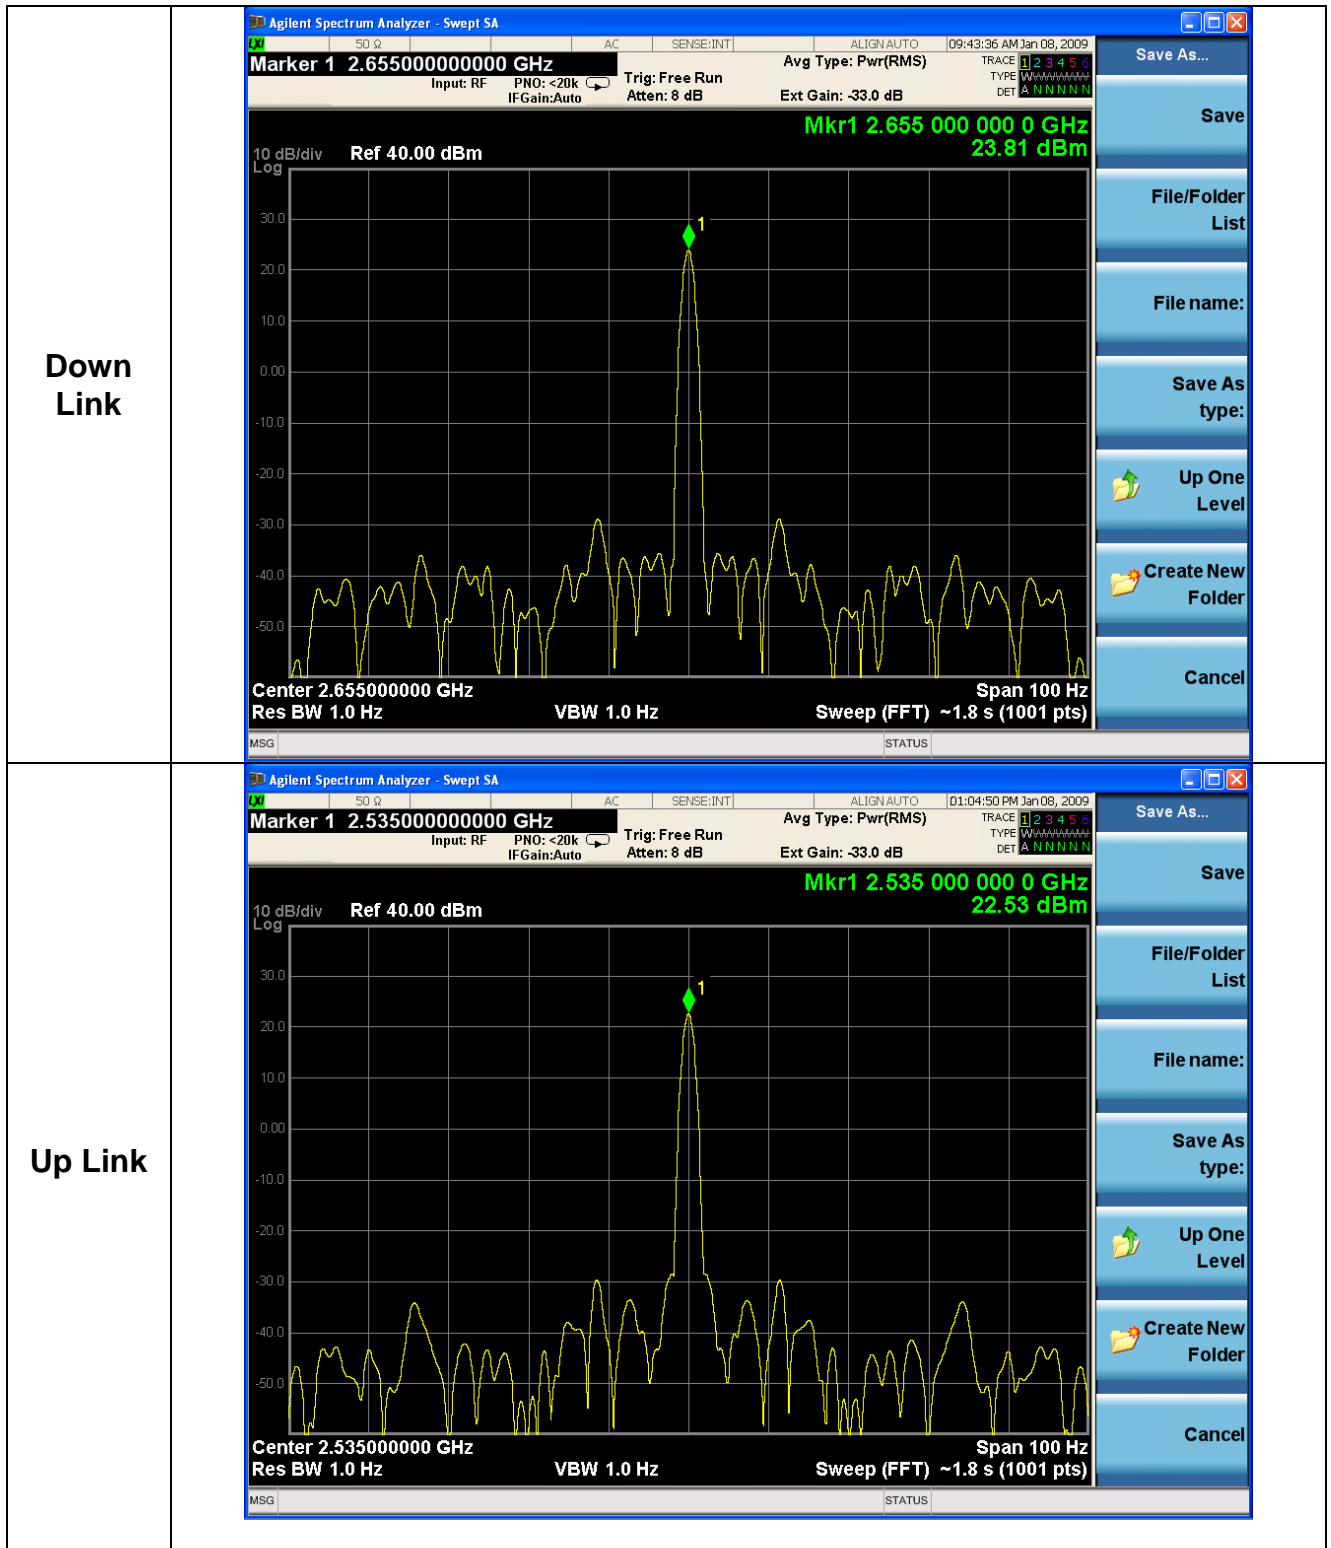 Down
Link
Agilent Spectrum Analyzer - Swept SA
LXI 50 Ω AC SENSE:INT ALIGN AUTO 09:43:36 AM Jan 08, 2009
Marker 1 2.655000000000 GHz
Input: RF PNO: <20k
IFGain:Auto
Trig: Free Run
Atten: 8 dB
Avg Type: Pwr(RMS)
Ext Gain: -33.0 dB
TRACE 1 2 3 4 5 6
TYPE
DET A N N N N N
Mkr1 2.655 000 000 0 GHz
23.81 dBm
10 dB/div Ref 40.00 dBm
Log
30.0
20.0
10.0
0.00
-10.0
-20.0
-30.0
-40.0
-50.0
1
Center 2.655000000 GHz Span 100 Hz
Res BW 1.0 Hz VBW 1.0 Hz Sweep (FFT) ~1.8 s (1001 pts)
MSG STATUS
Save As...
Save
File/Folder
List
File name:
Save As
type:
Up One
Level
Create New
Folder
Cancel
Up Link
Agilent Spectrum Analyzer - Swept SA
LXI 50 Ω AC SENSE:INT ALIGN AUTO 01:04:50 PM Jan 08, 2009
Marker 1 2.535000000000 GHz
Input: RF PNO: <20k
IFGain:Auto
Trig: Free Run
Atten: 8 dB
Avg Type: Pwr(RMS)
Ext Gain: -33.0 dB
TRACE 1 2 3 4 5 6
TYPE
DET A N N N N N
Mkr1 2.535 000 000 0 GHz
22.53 dBm
10 dB/div Ref 40.00 dBm
Log
30.0
20.0
10.0
0.00
-10.0
-20.0
-30.0
-40.0
-50.0
1
Center 2.535000000 GHz Span 100 Hz
Res BW 1.0 Hz VBW 1.0 Hz Sweep (FFT) ~1.8 s (1001 pts)
MSG STATUS
Save As...
Save
File/Folder
List
File name:
Save As
type:
Up One
Level
Create New
Folder
Cancel